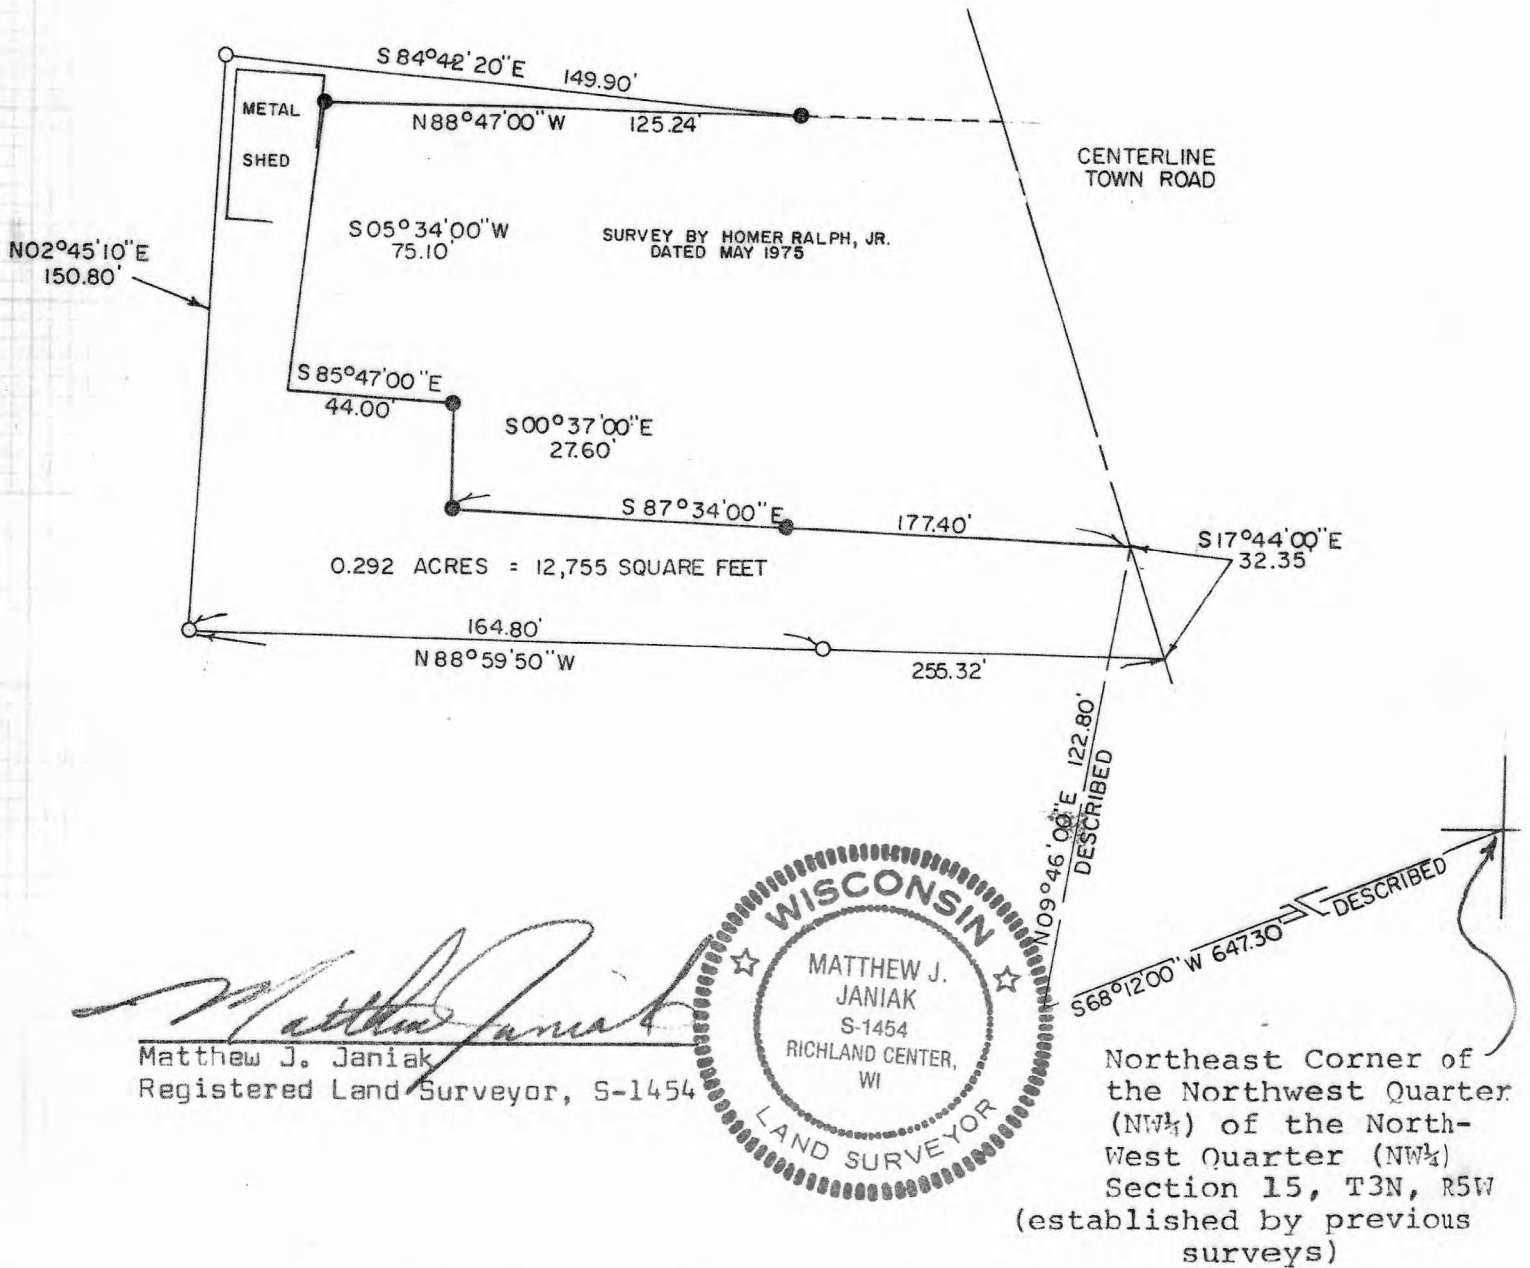 S 84°42'20"E 149.90'
METAL
SHED
N88°47'00"W 125.24'
CENTERLINE
TOWN ROAD
S05°34'00"W
75.10'
SURVEY BY HOMER RALPH, JR.
DATED MAY 1975
N02°45'10"E
150.80'
S85°47'00"E
44.00'
S00°37'00"E
27.60'
S 87°34'00"E 177.40'
S17°44'00"E
32.35'
0.292 ACRES = 12,755 SQUARE FEET
164.80'
N88°59'50"W
255.32'
N09°46'00"E 122.80'
DESCRIBED
S68°12'00"W 647.30
DESCRIBED
Matthew Janiak
Matthew J. Janiak
Registered Land Surveyor, S-1454
WISCONSIN
MATTHEW J.
JANIAK
S-1454
RICHLAND CENTER,
WI
LAND SURVEYOR
Northeast Corner of
the Northwest Quarter
(NW¼) of the North-
West Quarter (NW¼)
Section 15, T3N, R5W
(established by previous
surveys)